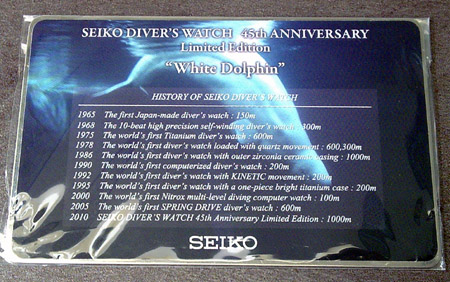 SEIKO DIVER'S WATCH 45th ANNIVERSARY
Limited Edition
"White Dolphin"
HISTORY OF SEIKO DIVER'S WATCH
1965 The first Japan-made diver's watch : 150m
1968 The 10-beat high precision self-winding diver's watch : 300m
1975 The world's first Titanium diver's watch : 600m
1978 The world's first diver's watch loaded with quartz movement : 600,300m
1986 The world's first diver's watch with outer zirconia ceramic casing : 1000m
1990 The world's first computerized diver's watch : 200m
1992 The world's first diver's watch with KINETIC movement : 200m
1995 The world's first diver's watch with a one-piece bright titanium case : 200m
2000 The world's first Nitrox multi-level diving computer watch : 100m
2005 The world's first SPRING DRIVE diver's watch : 600m
2010 SEIKO DIVER'S WATCH 45th Anniversary Limited Edition : 1000m
SEIKO